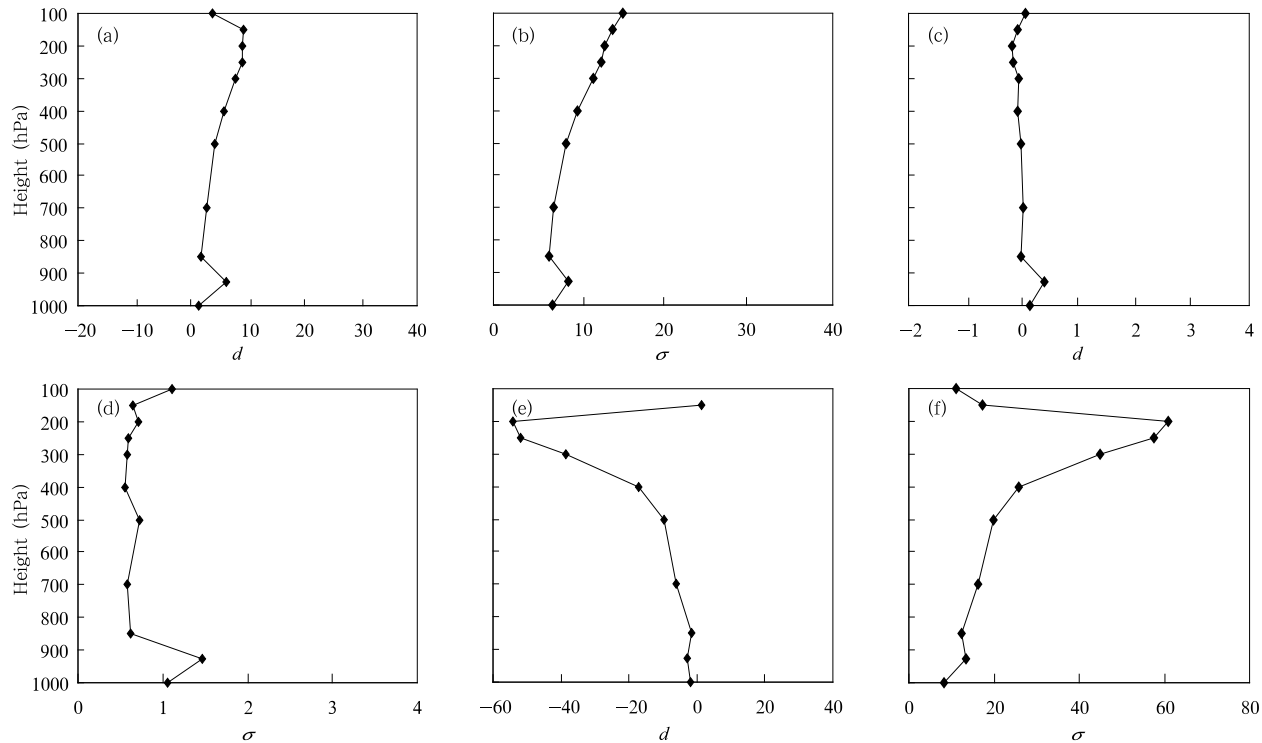 (a)
100
200
300
400
500
600
700
800
900
1000
Height (hPa)
−20 −10 0 10 20 30 40
d
(b)
0 10 20 30 40
σ
(c)
−2 −1 0 1 2 3 4
d
(d)
100
200
300
400
500
600
700
800
900
1000
Height (hPa)
0 1 2 3 4
σ
(e)
−60 −40 −20 0 20 40
d
(f)
0 20 40 60 80
σ